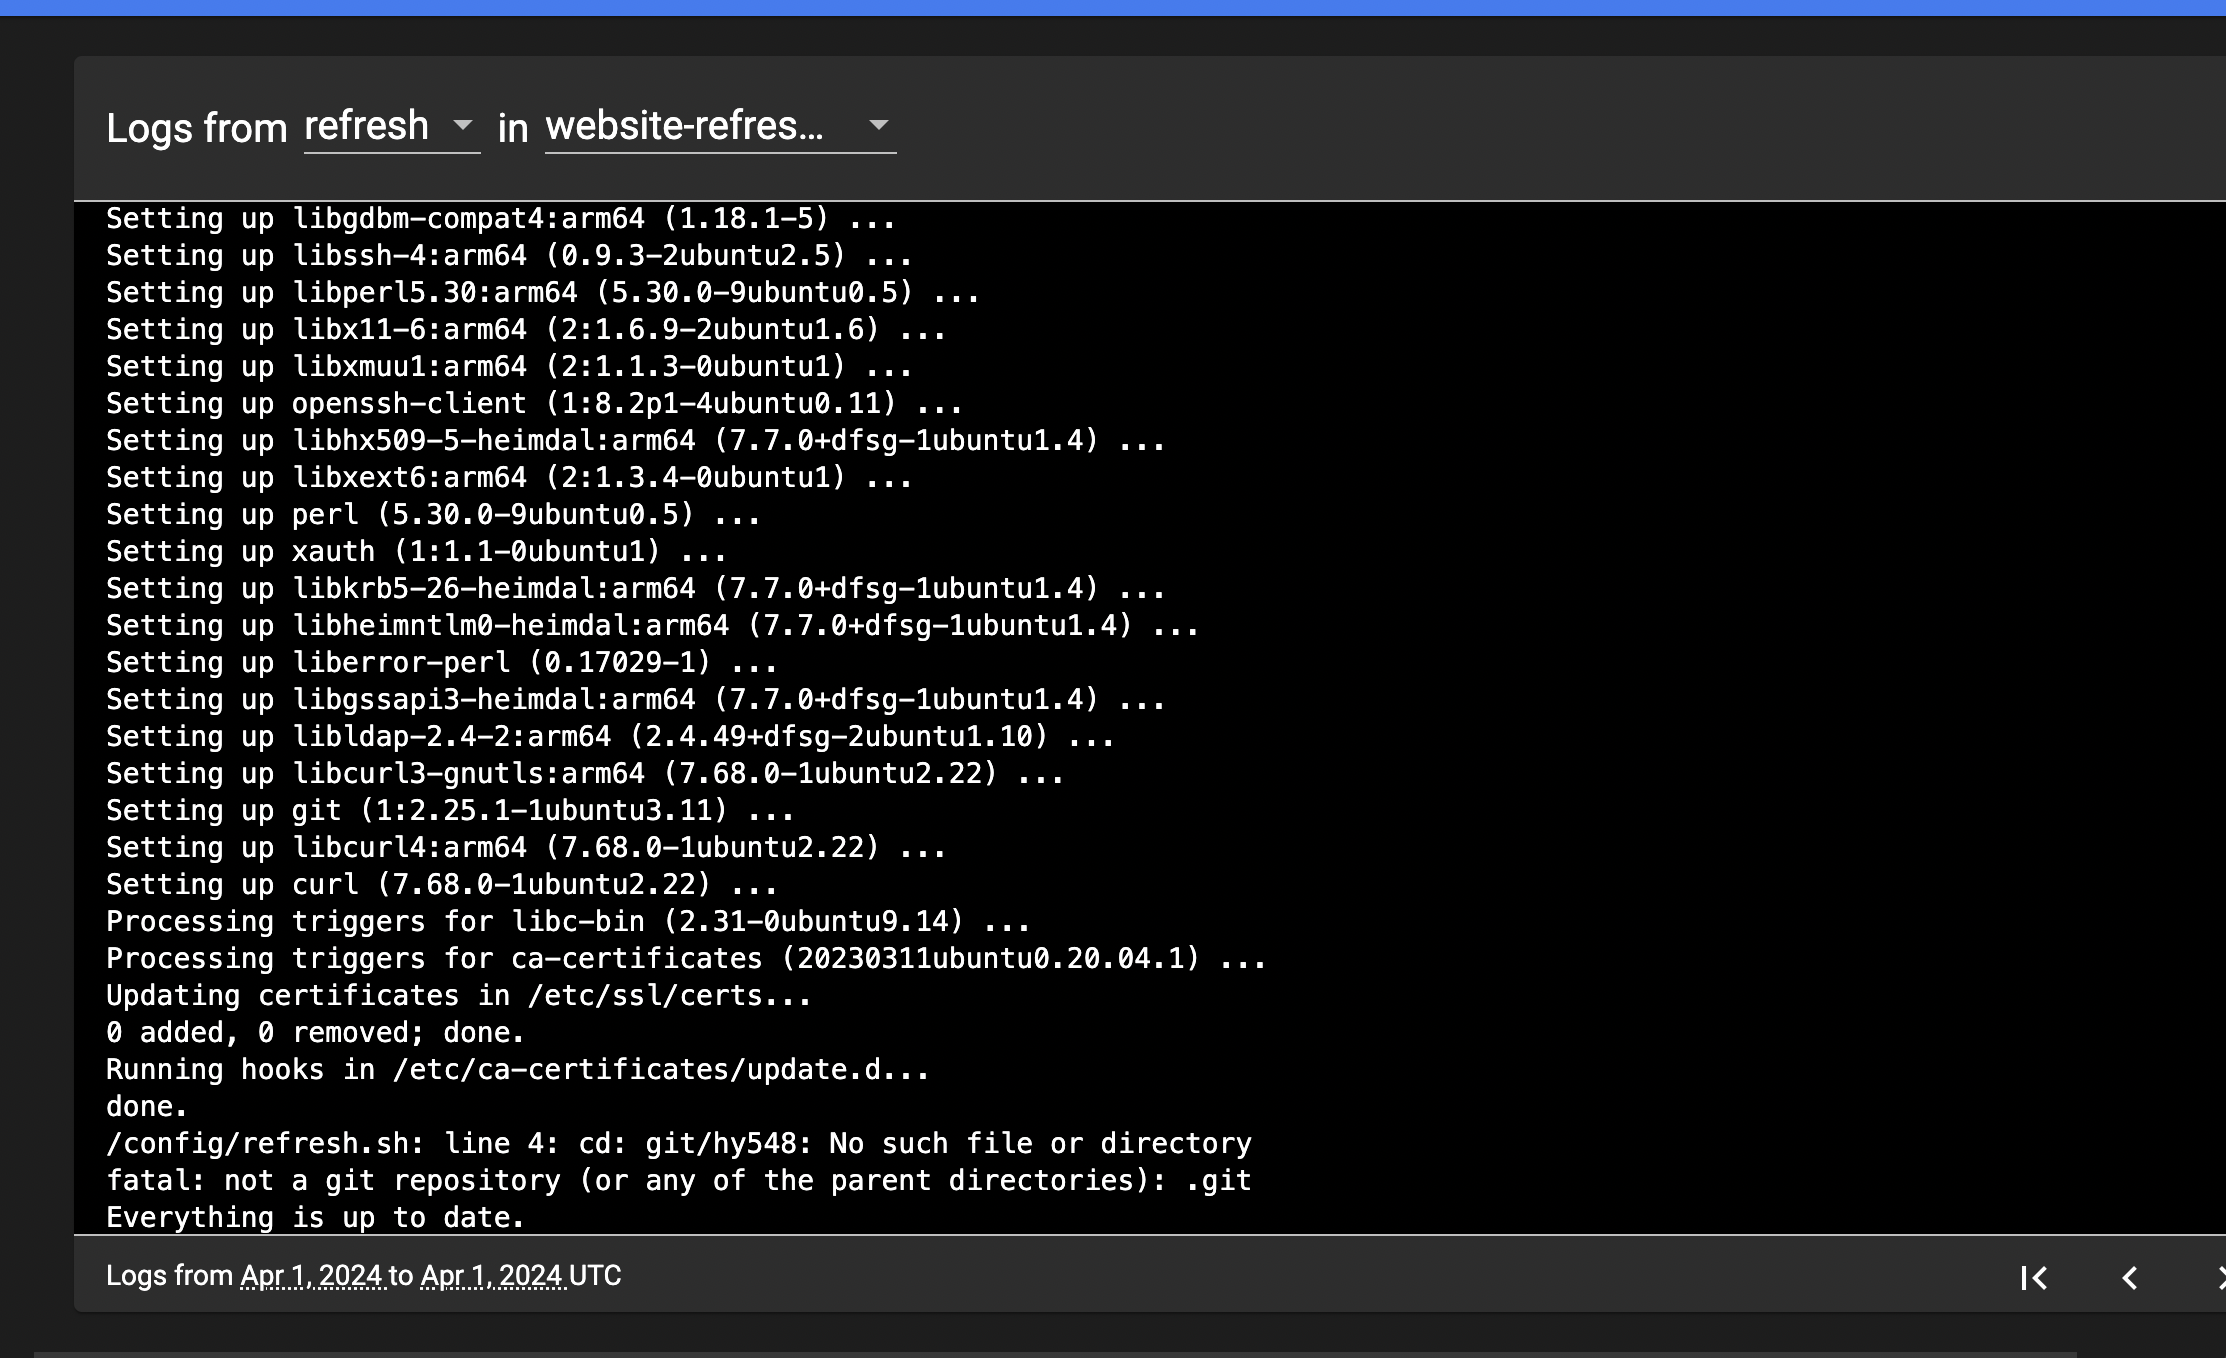 Logs from refresh in website-refres...
Setting up libgdbm-compat4:arm64 (1.18.1-5) ...
Setting up libssh-4:arm64 (0.9.3-2ubuntu2.5) ...
Setting up libperl5.30:arm64 (5.30.0-9ubuntu0.5) ...
Setting up libx11-6:arm64 (2:1.6.9-2ubuntu1.6) ...
Setting up libxmuu1:arm64 (2:1.1.3-0ubuntu1) ...
Setting up openssh-client (1:8.2p1-4ubuntu0.11) ...
Setting up libhx509-5-heimdal:arm64 (7.7.0+dfsg-1ubuntu1.4) ...
Setting up libxext6:arm64 (2:1.3.4-0ubuntu1) ...
Setting up perl (5.30.0-9ubuntu0.5) ...
Setting up xauth (1:1.1-0ubuntu1) ...
Setting up libkrb5-26-heimdal:arm64 (7.7.0+dfsg-1ubuntu1.4) ...
Setting up libheimntlm0-heimdal:arm64 (7.7.0+dfsg-1ubuntu1.4) ...
Setting up liberror-perl (0.17029-1) ...
Setting up libgssapi3-heimdal:arm64 (7.7.0+dfsg-1ubuntu1.4) ...
Setting up libldap-2.4-2:arm64 (2.4.49+dfsg-2ubuntu1.10) ...
Setting up libcurl3-gnutls:arm64 (7.68.0-1ubuntu2.22) ...
Setting up git (1:2.25.1-1ubuntu3.11) ...
Setting up libcurl4:arm64 (7.68.0-1ubuntu2.22) ...
Setting up curl (7.68.0-1ubuntu2.22) ...
Processing triggers for libc-bin (2.31-0ubuntu9.14) ...
Processing triggers for ca-certificates (20230311ubuntu0.20.04.1) ...
Updating certificates in /etc/ssl/certs...
0 added, 0 removed; done.
Running hooks in /etc/ca-certificates/update.d...
done.
/config/refresh.sh: line 4: cd: git/hy548: No such file or directory
fatal: not a git repository (or any of the parent directories): .git
Everything is up to date.
Logs from Apr 1, 2024 to Apr 1, 2024 UTC